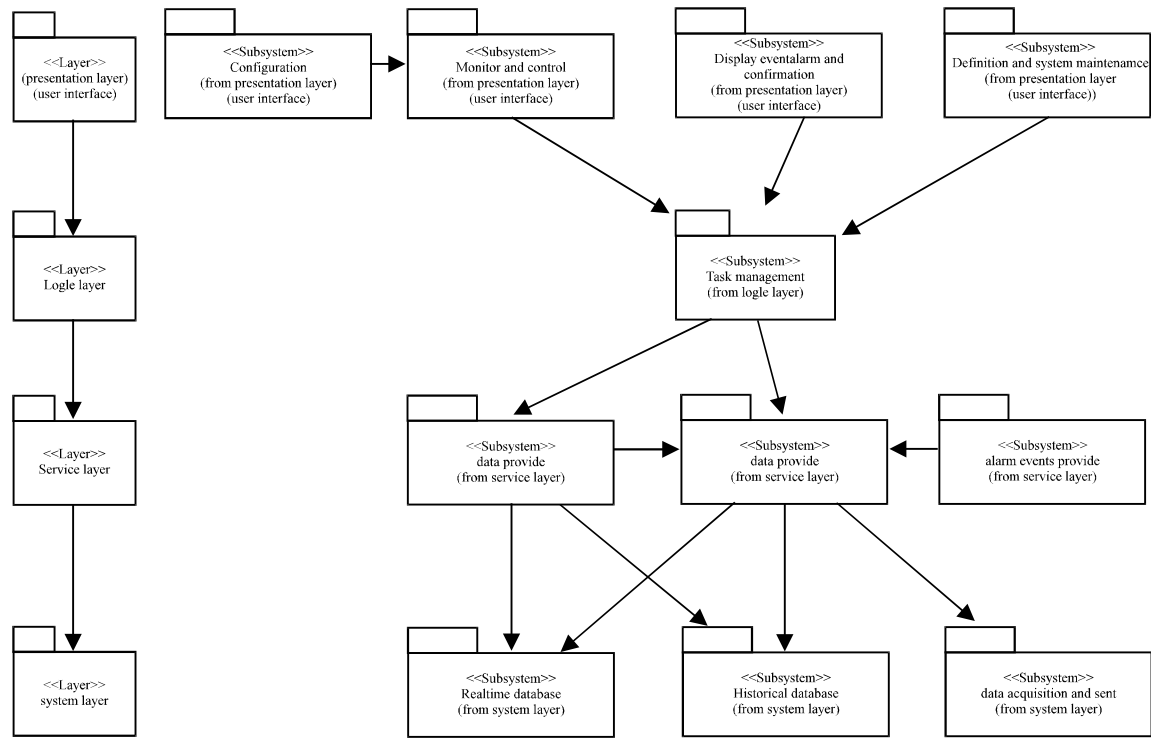 <<Layer>>
(presentation layer)
(user interface)
<<Subsystem>>
Configuration
(from presentation layer)
(user interface)
<<Subsystem>>
Monitor and control
(from presentation layer)
(user interface)
<<Subsystem>>
Display eventalarm and
confirmation
(from presentation layer)
(user interface)
<<Subsystem>>
Definition and system maintenamce
(from presentation layer
(user interface))
<<Layer>>
Logle layer
<<Subsystem>>
Task management
(from logle layer)
<<Layer>>
Service layer
<<Subsystem>>
data provide
(from service layer)
<<Subsystem>>
data provide
(from service layer)
<<Subsystem>>
alarm events provide
(from service layer)
<<Layer>>
system layer
<<Subsystem>>
Realtime database
(from system layer)
<<Subsystem>>
Historical database
(from system layer)
<<Subsystem>>
data acquisition and sent
(from system layer)